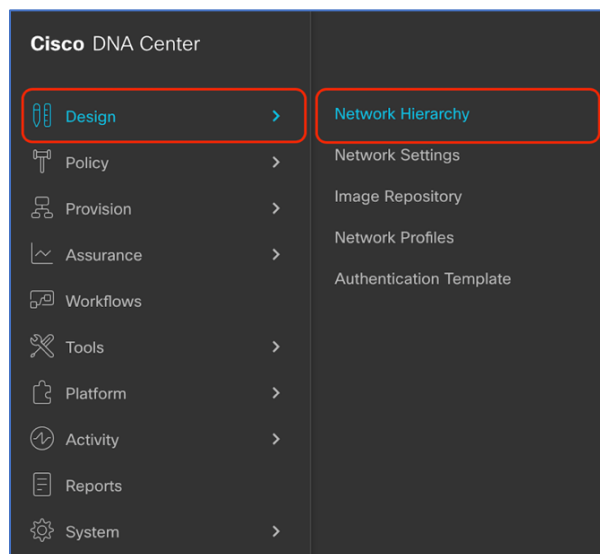 Cisco DNA Center
Design
Policy
Provision
Assurance
Workflows
Tools
Platform
Activity
Reports
System
Network Hierarchy
Network Settings
Image Repository
Network Profiles
Authentication Template